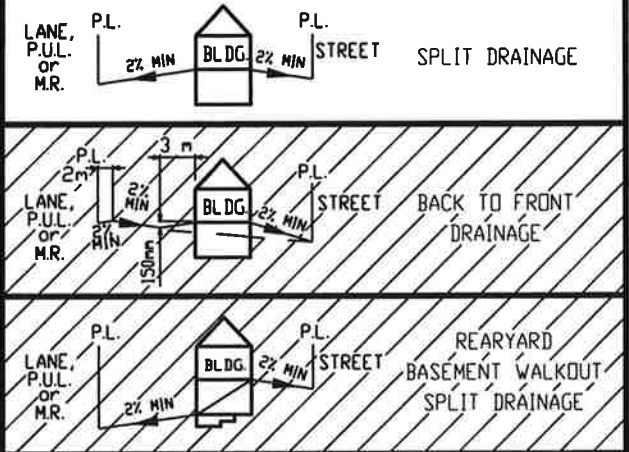 P.L.
P.L.
LANE,
P.U.L.
or
M.R.
2% MIN
BLDG.
2% MIN
STREET
SPLIT DRAINAGE
3 m
P.L.
2m
P.L.
LANE,
P.U.L.
or
M.R.
2%
MIN
2%
MIN
150mm
BLDG.
2% MIN
STREET
BACK TO FRONT
DRAINAGE
P.L.
P.L.
LANE,
P.U.L.
or
M.R.
2% MIN
BLDG.
2% MIN
STREET
REARYARD
BASEMENT WALKOUT
SPLIT DRAINAGE